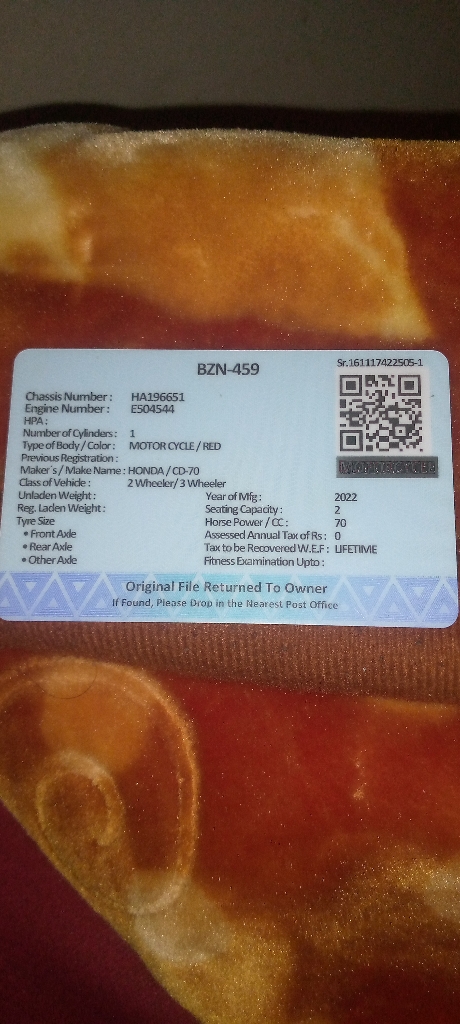 BZN-459
Sr.161117422505-1
Chassis Number : HA196651
Engine Number : E504544
HPA :
Number of Cylinders : 1
Type of Body / Color : MOTOR CYCLE / RED
Previous Registration :
Maker's / Make Name : HONDA / CD-70
Class of Vehicle : 2 Wheeler/ 3 Wheeler
Unladen Weight : Year of Mfg : 2022
Reg. Laden Weight : Seating Capacity : 2
Tyre Size Horse Power / CC : 70
• Front Axle Assessed Annual Tax of Rs : 0
• Rear Axle Tax to be Recovered W.E.F : LIFETIME
• Other Axle Fitness Examination Upto :
Original File Returned To Owner
If Found, Please Drop in the Nearest Post Office